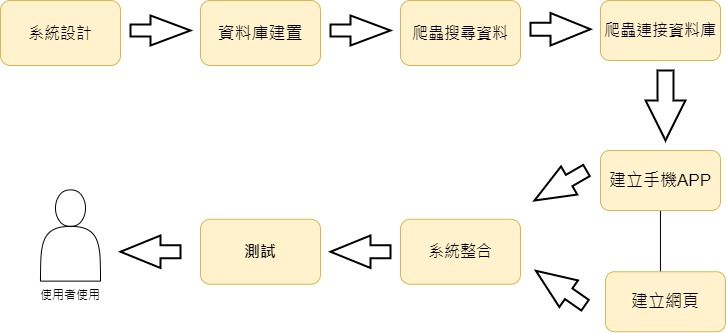 系統設計
資料庫建置
爬蟲搜尋資料
爬蟲連接資料庫
建立手機APP
建立網頁
系統整合
測試
使用者使用